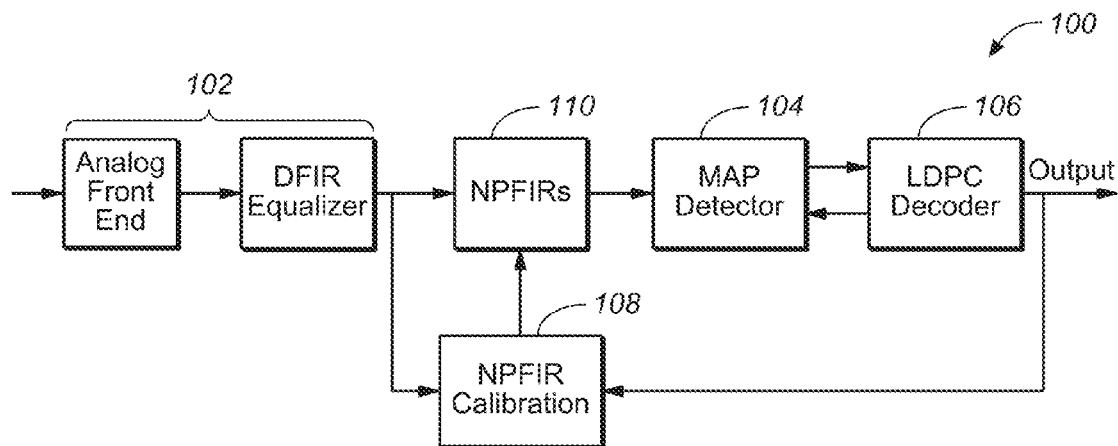 100
102
110
104
106
Analog
Front
End
DFIR
Equalizer
NPFIRs
MAP
Detector
LDPC
Decoder
Output
108
NPFIR
Calibration